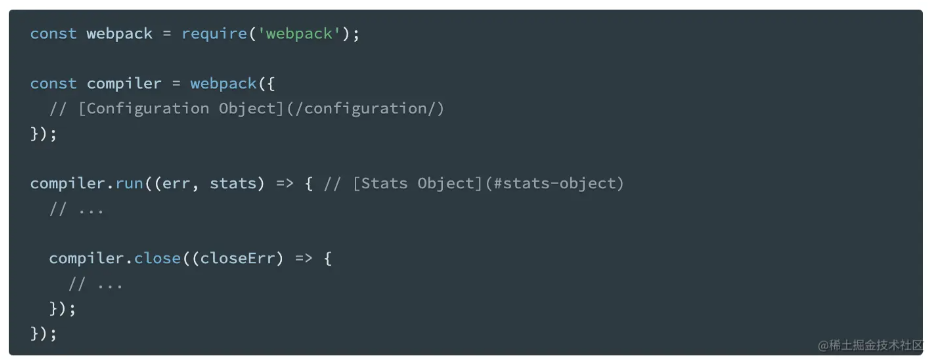 const webpack = require('webpack');
const compiler = webpack({
  // [Configuration Object](/configuration/)
});
compiler.run((err, stats) => { // [Stats Object](#stats-object)
  // ...
  compiler.close((closeErr) => {
    // ...
  });
});
@稀土掘金技术社区